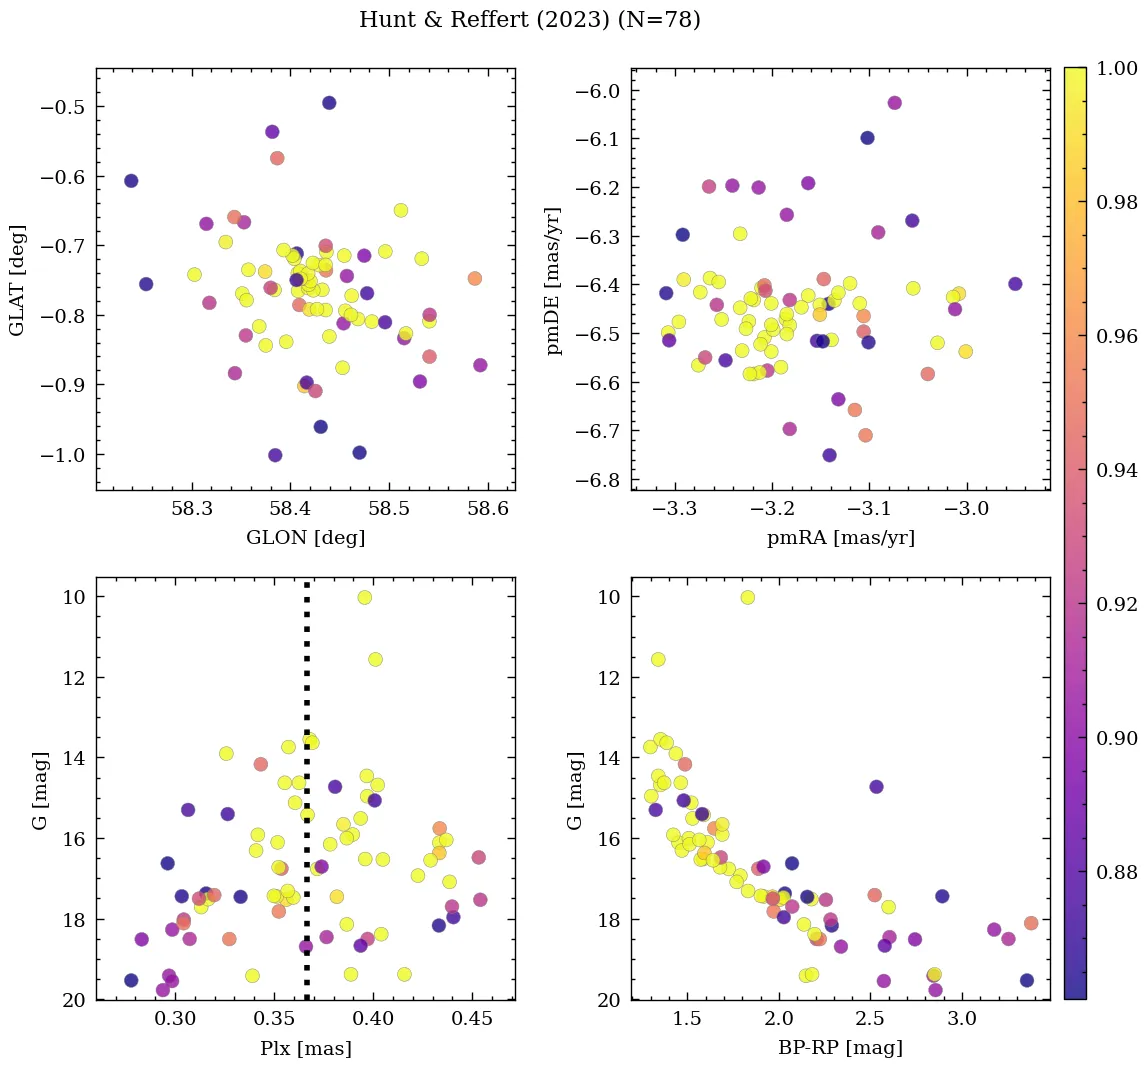 Hunt & Reffert (2023) (N=78)
GLAT [deg]
−0.5
−0.6
−0.7
−0.8
−0.9
−1.0
58.3 58.4 58.5 58.6
GLON [deg]
pmDE [mas/yr]
−6.0
−6.1
−6.2
−6.3
−6.4
−6.5
−6.6
−6.7
−6.8
−3.3 −3.2 −3.1 −3.0
pmRA [mas/yr]
1.00
0.98
0.96
0.94
0.92
0.90
0.88
G [mag]
10
12
14
16
18
20
0.30 0.35 0.40 0.45
Plx [mas]
G [mag]
10
12
14
16
18
20
1.5 2.0 2.5 3.0
BP-RP [mag]